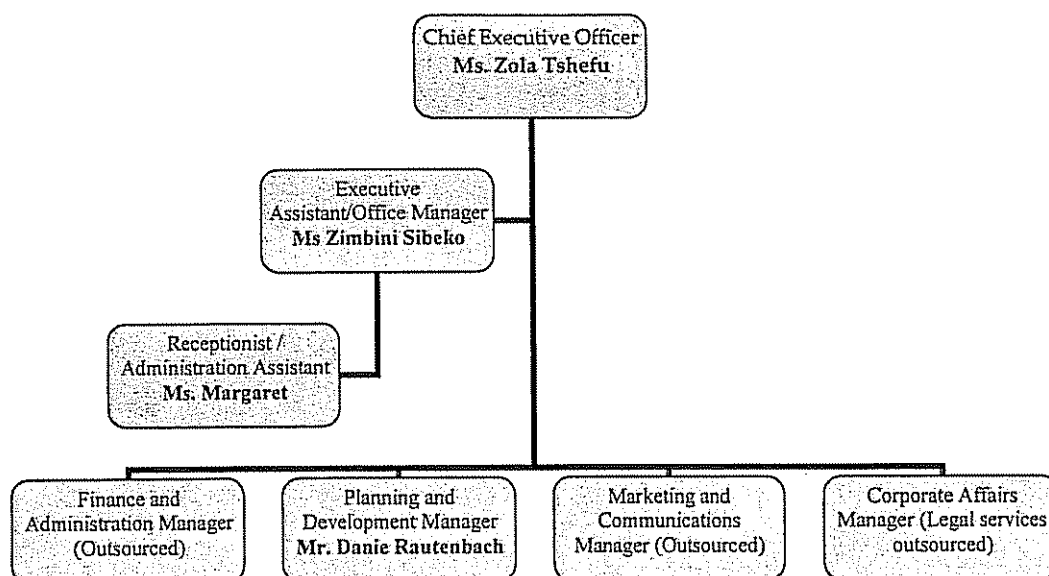 Chief Executive Officer
Ms. Zola Tshefu
Executive
Assistant/Office Manager
Ms Zimbini Sibeko
Receptionist /
Administration Assistant
Ms. Margaret
Finance and
Administration Manager
(Outsourced)
Planning and
Development Manager
Mr. Danie Rautenbach
Marketing and
Communications
Manager (Outsourced)
Corporate Affairs
Manager (Legal services
outsourced)